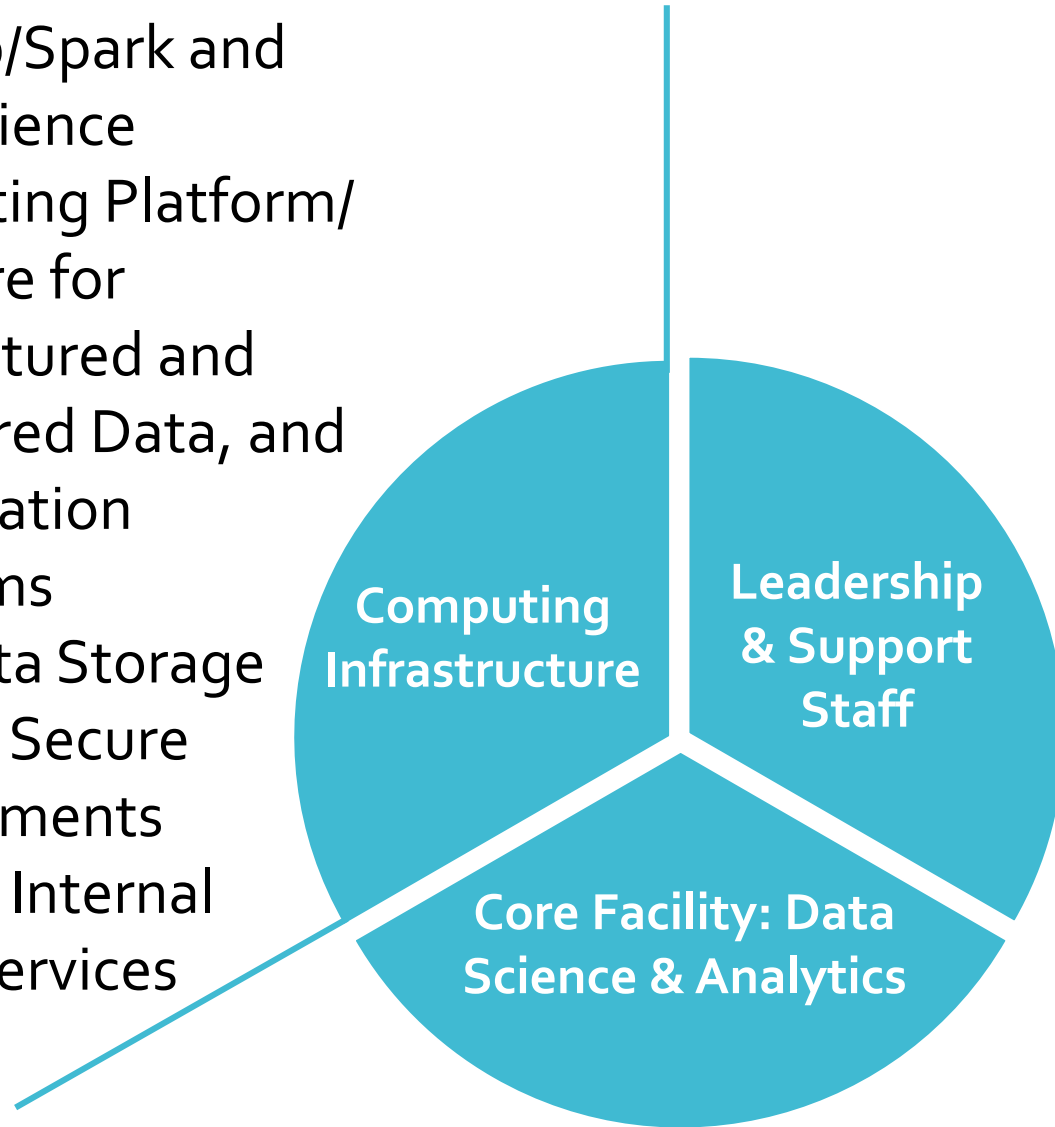 o/Spark and
ience
ting Platform/
re for
tured and
red Data, and
ation
ms
ta Storage
Secure
ments
Internal
ervices
Computing
Infrastructure
Leadership
& Support
Staff
Core Facility: Data
Science & Analytics